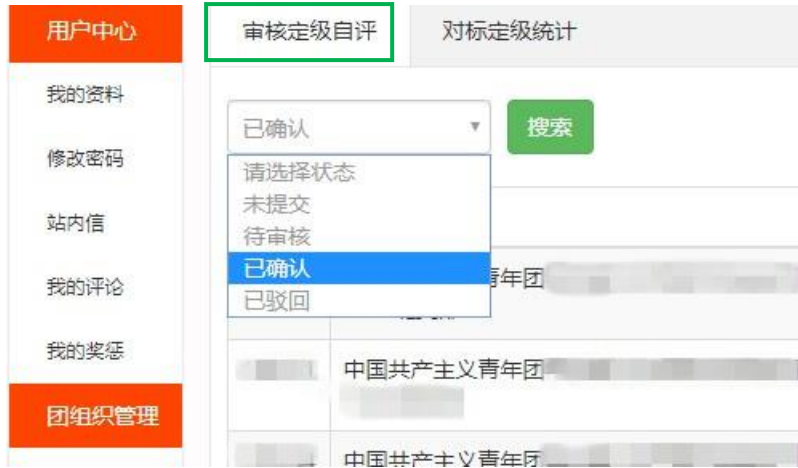 用户中心
我的资料
修改密码
站内信
我的评论
我的奖惩
团组织管理
审核定级自评
对标定级统计
已确认
搜索
请选择状态
未提交
待审核
已确认
已驳回
青年团
中国共产主义青年团
中国共产主义青年团